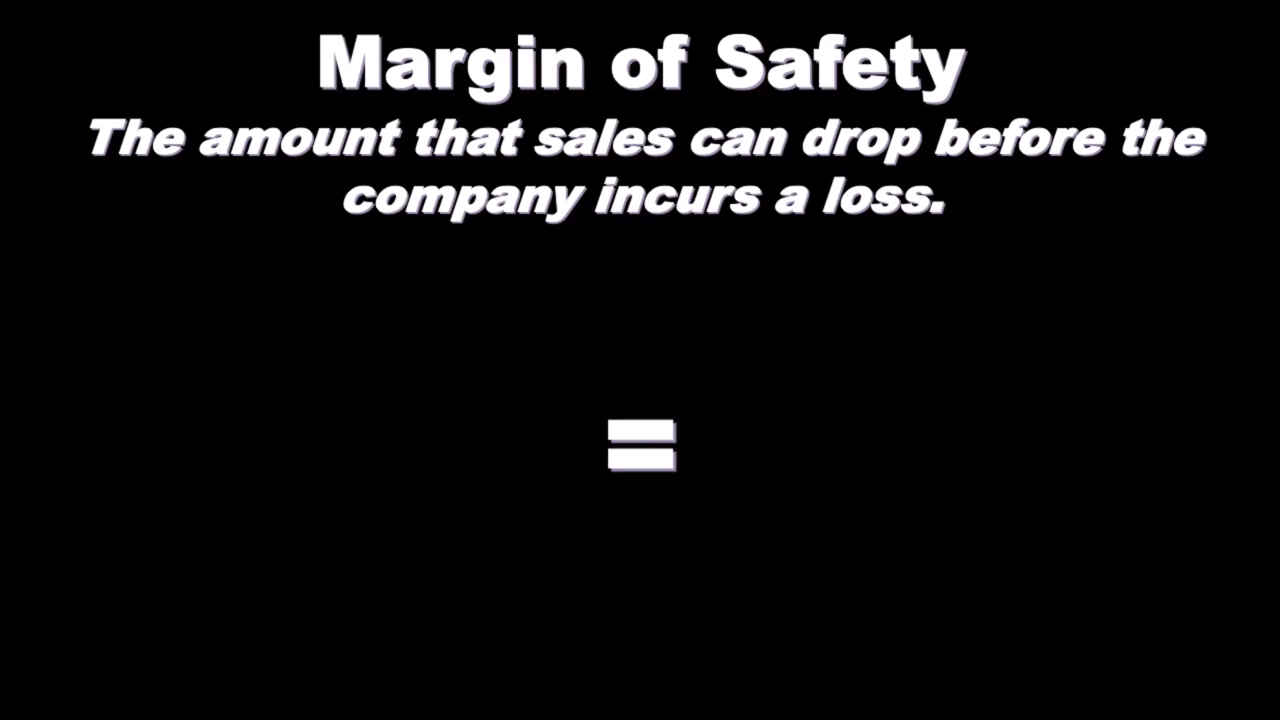 Margin of Safety
The amount that sales can drop before the
company incurs a loss.
=